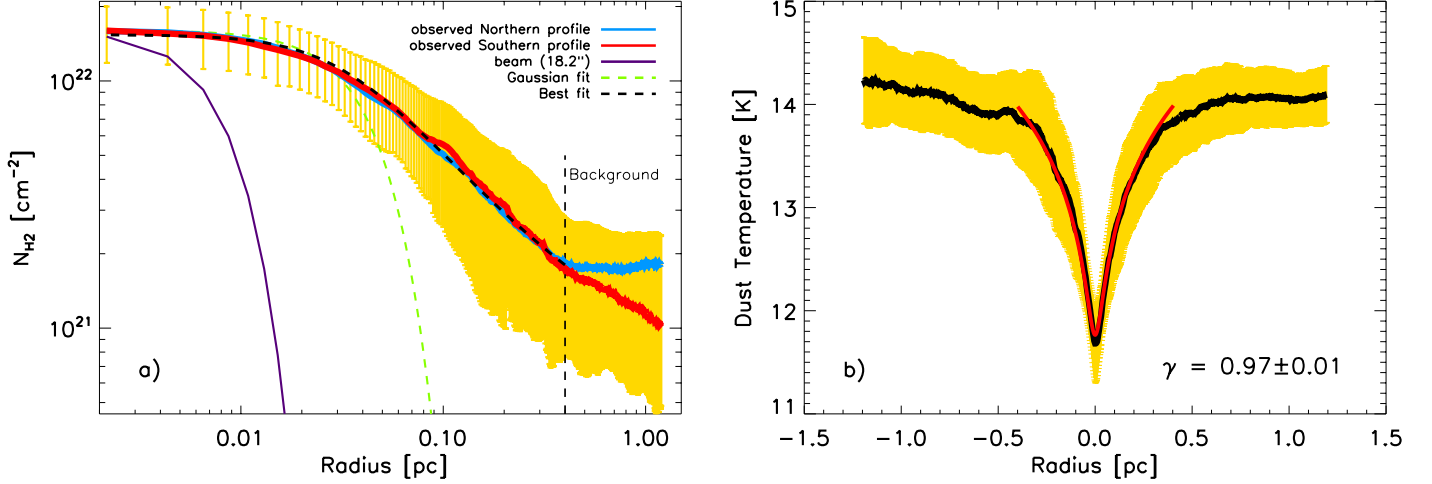 observed Northern profile
observed Southern profile
beam (18.2")
Gaussian fit
Best fit
10²²
10²¹
N_H2 [cm⁻²]
Background
a)
0.01 0.10 1.00
Radius [pc]
15
14
13
12
11
Dust Temperature [K]
b)
γ = 0.97±0.01
−1.5 −1.0 −0.5 0.0 0.5 1.0 1.5
Radius [pc]